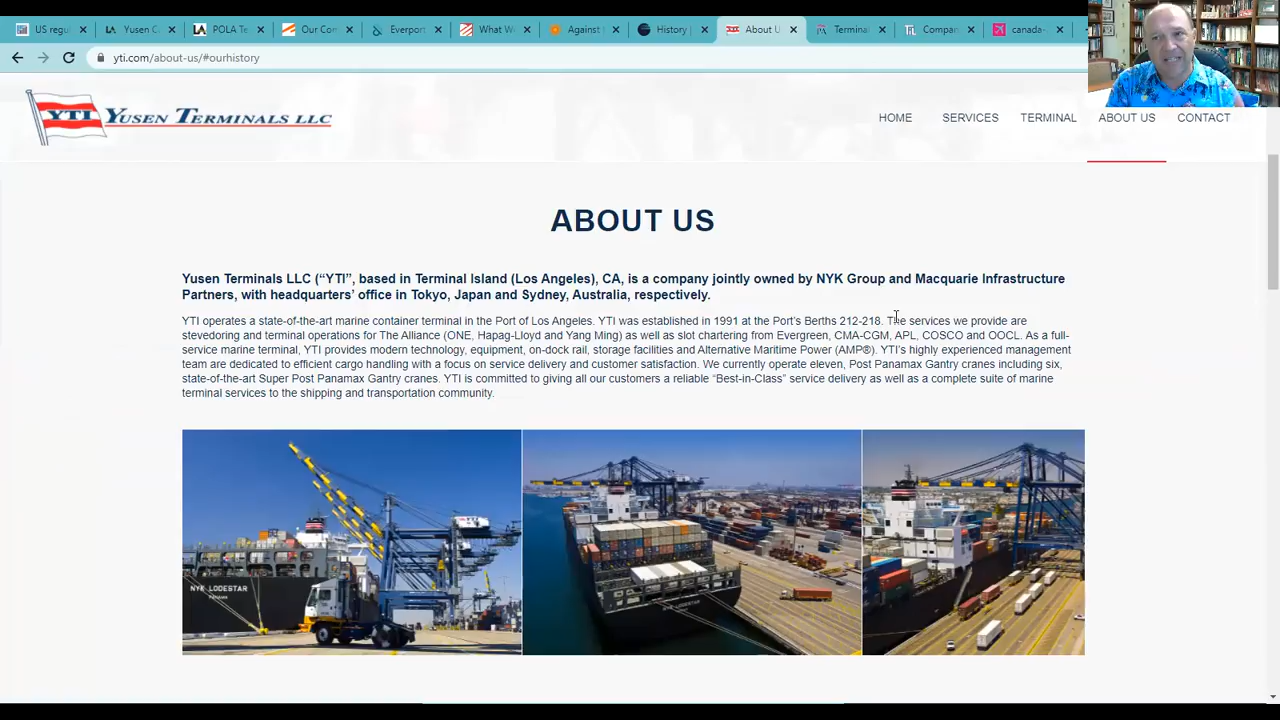 US regu
Yusen C
POLA Te
Our Con
Everport
What W
Against
History
About U
Terminal
Compan
canada-
yti.com/about-us/#ourhistory
YTI YUSEN TERMINALS LLC
HOME SERVICES TERMINAL ABOUT US CONTACT
ABOUT US
Yusen Terminals LLC (“YTI”, based in Terminal Island (Los Angeles), CA, is a company jointly owned by NYK Group and Macquarie Infrastructure
Partners, with headquarters’ office in Tokyo, Japan and Sydney, Australia, respectively.
YTI operates a state-of-the-art marine container terminal in the Port of Los Angeles. YTI was established in 1991 at the Port’s Berths 212-218. The services we provide are
stevedoring and terminal operations for The Alliance (ONE, Hapag-Lloyd and Yang Ming) as well as slot chartering from Evergreen, CMA-CGM, APL, COSCO and OOCL. As a full-
service marine terminal, YTI provides modern technology, equipment, on-dock rail, storage facilities and Alternative Maritime Power (AMP®). YTI’s highly experienced management
team are dedicated to efficient cargo handling with a focus on service delivery and customer satisfaction. We currently operate eleven, Post Panamax Gantry cranes including six,
state-of-the-art Super Post Panamax Gantry cranes. YTI is committed to giving all our customers a reliable “Best-in-Class” service delivery as well as a complete suite of marine
terminal services to the shipping and transportation community.
NYK LODESTAR
PANAMA
NYK LODESTAR